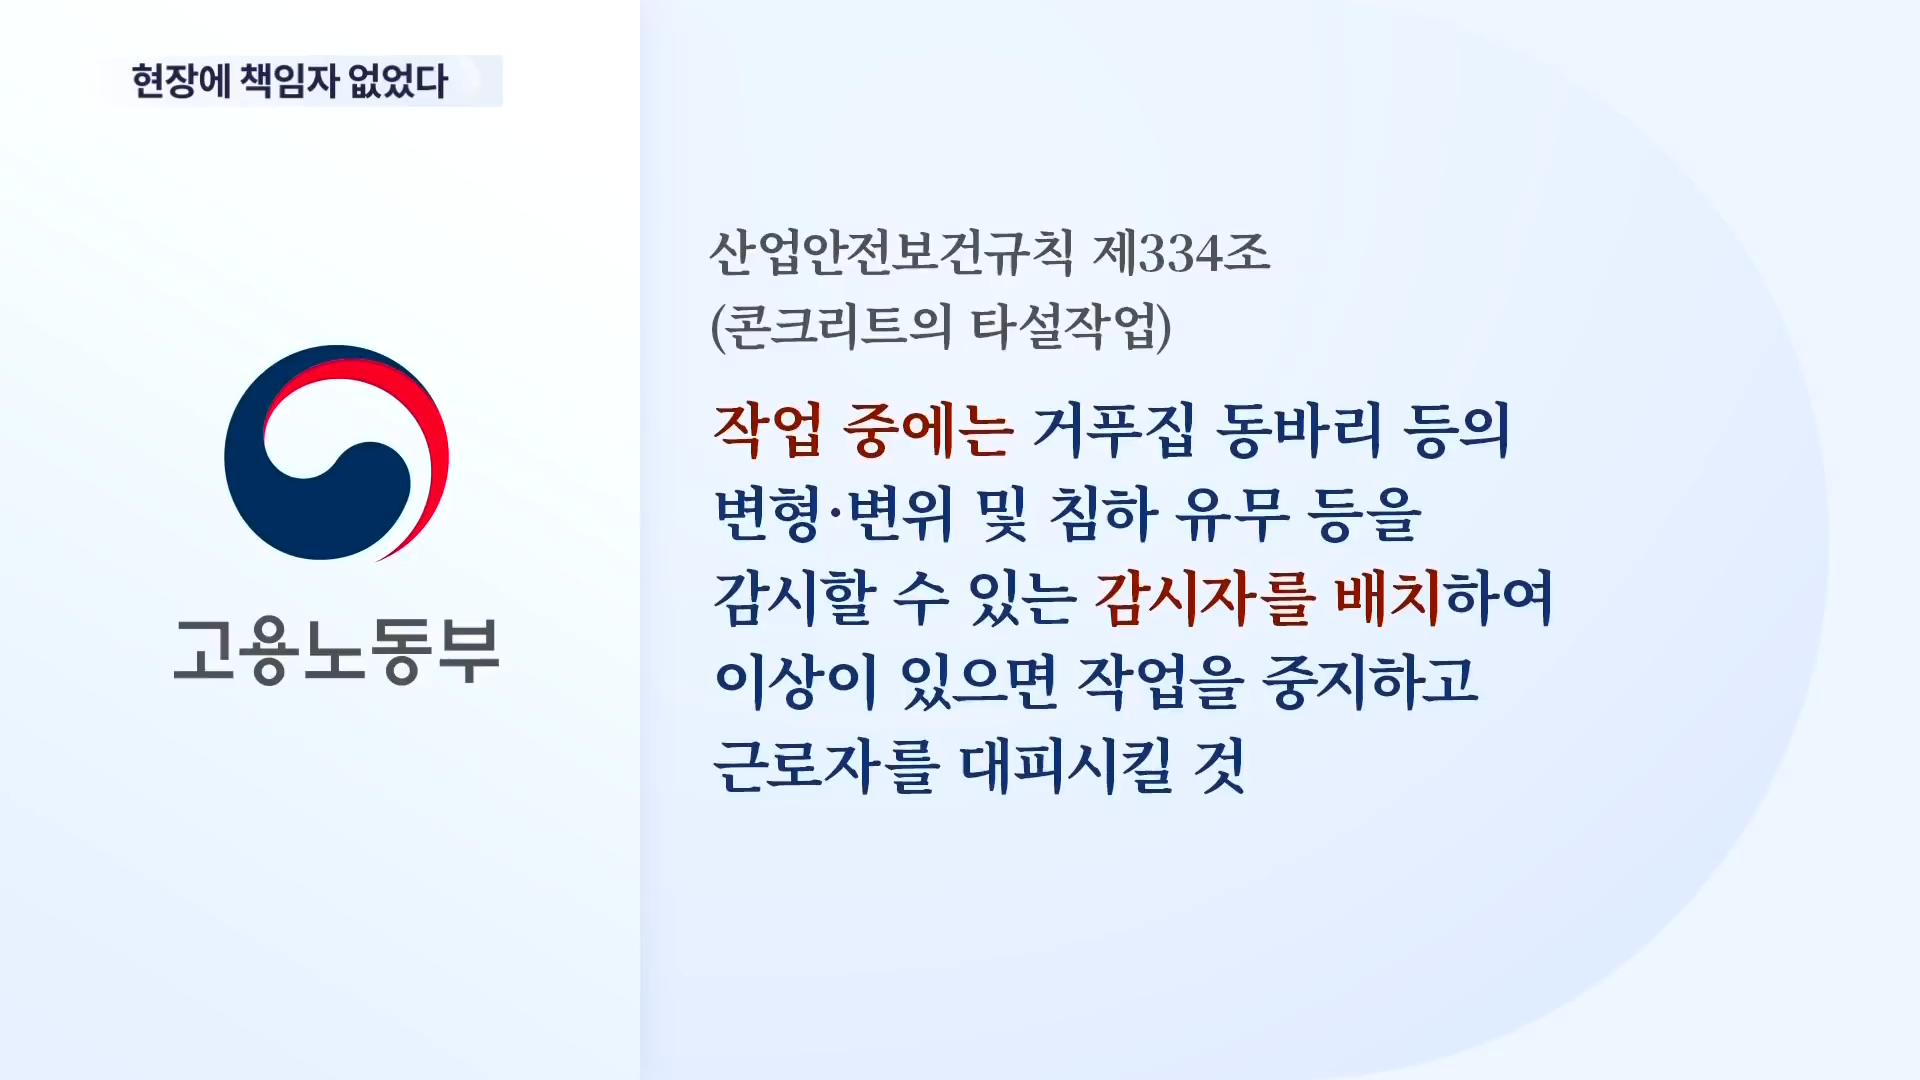 현장에 책임자 없었다
고용노동부
산업안전보건규칙 제334조
(콘크리트의 타설작업)
작업 중에는 거푸집 동바리 등의
변형·변위 및 침하 유무 등을
감시할 수 있는 감시자를 배치하여
이상이 있으면 작업을 중지하고
근로자를 대피시킬 것